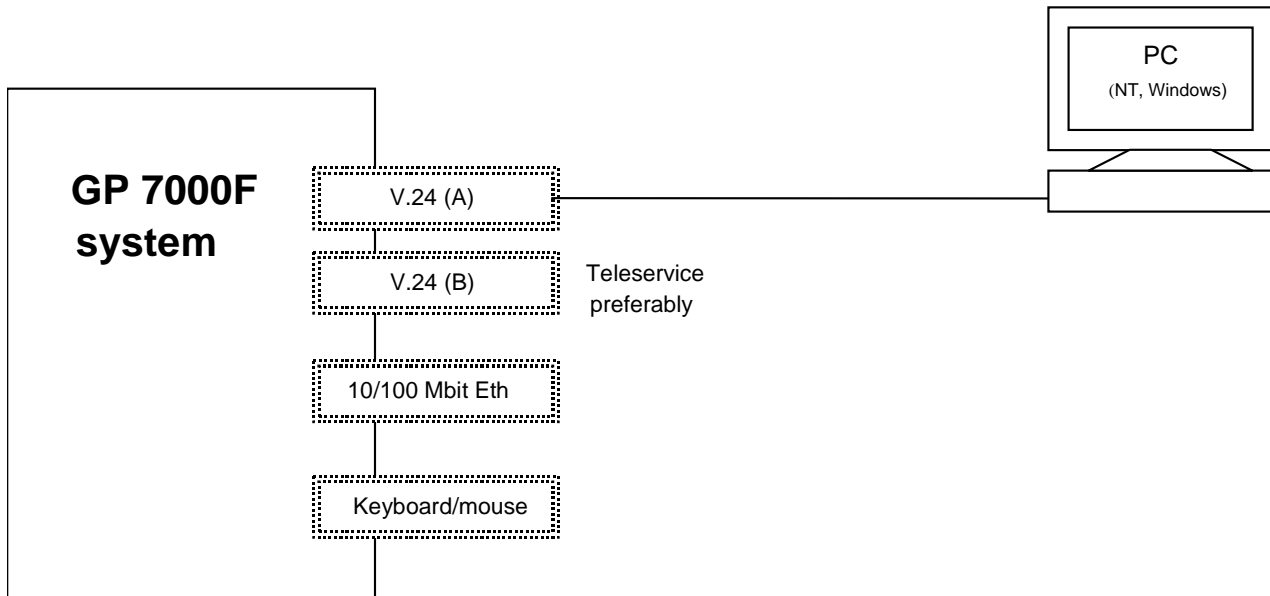 PC
(NT, Windows)
GP 7000F
system
V.24 (A)
V.24 (B)
Teleservice
preferably
10/100 Mbit Eth
Keyboard/mouse